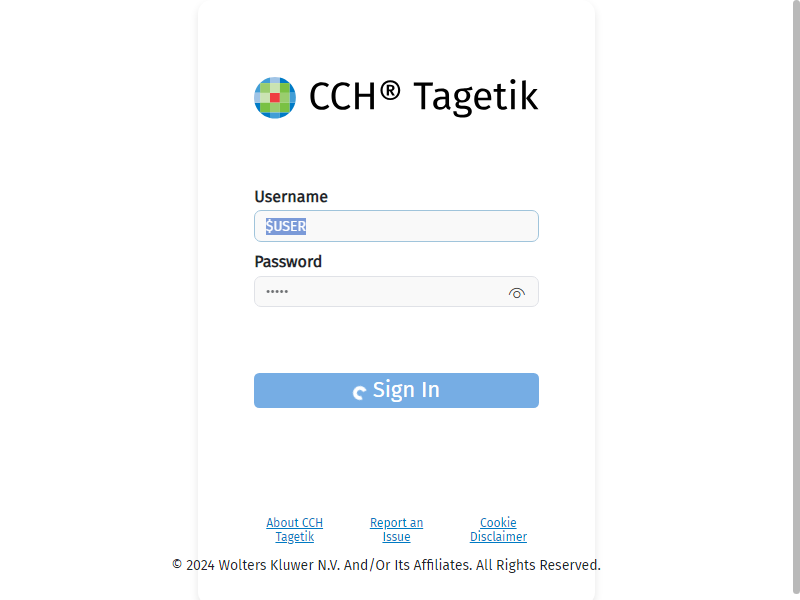 CCH® Tagetik
Username
$USER
Password
•••••
Sign In
About CCH
Tagetik
Report an
Issue
Cookie
Disclaimer
© 2024 Wolters Kluwer N.V. And/Or Its Affiliates. All Rights Reserved.